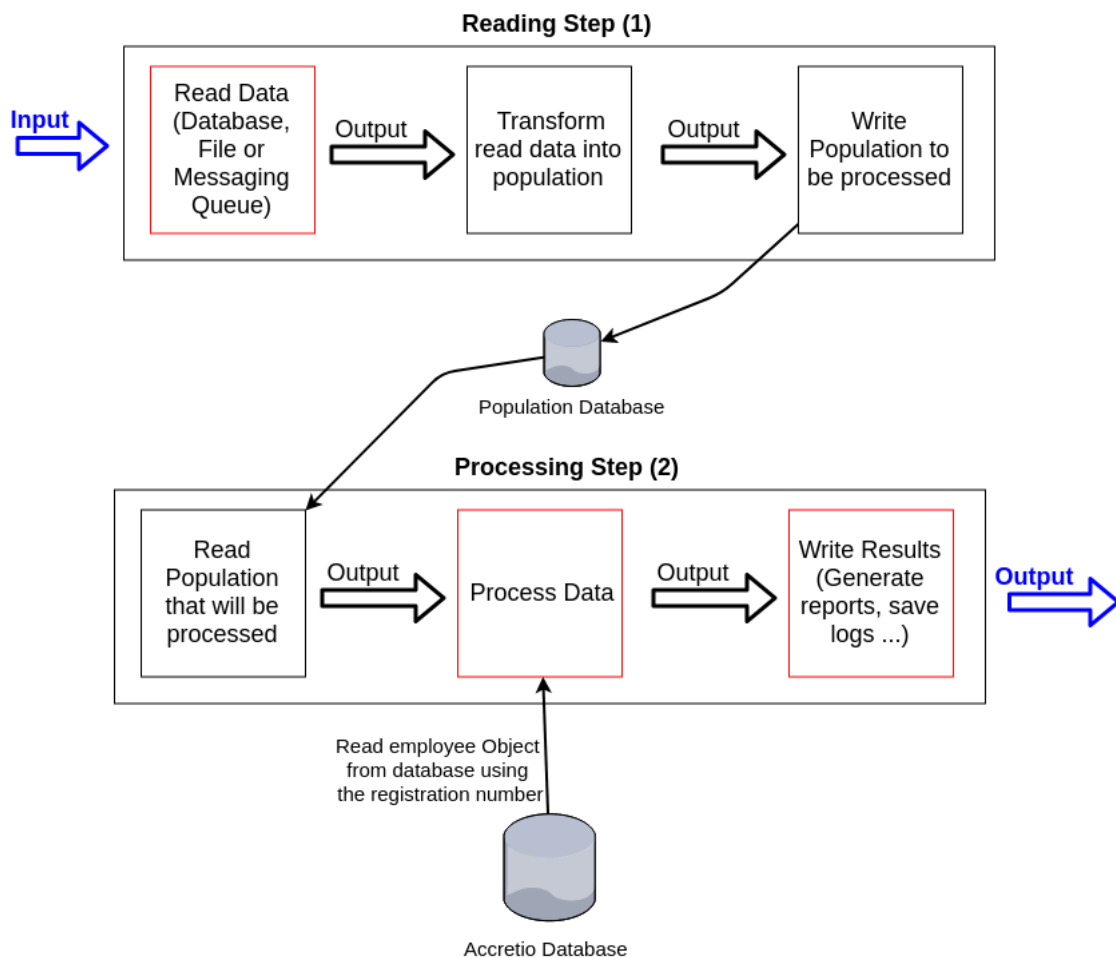 Reading Step (1)
Input
Read Data
(Database,
File or
Messaging
Queue)
Output
Transform
read data into
population
Output
Write
Population to
be processed
Population Database
Processing Step (2)
Read
Population
that will be
processed
Output
Process Data
Output
Write Results
(Generate
reports, save
logs ...)
Output
Read employee Object
from database using
the registration number
Accretio Database